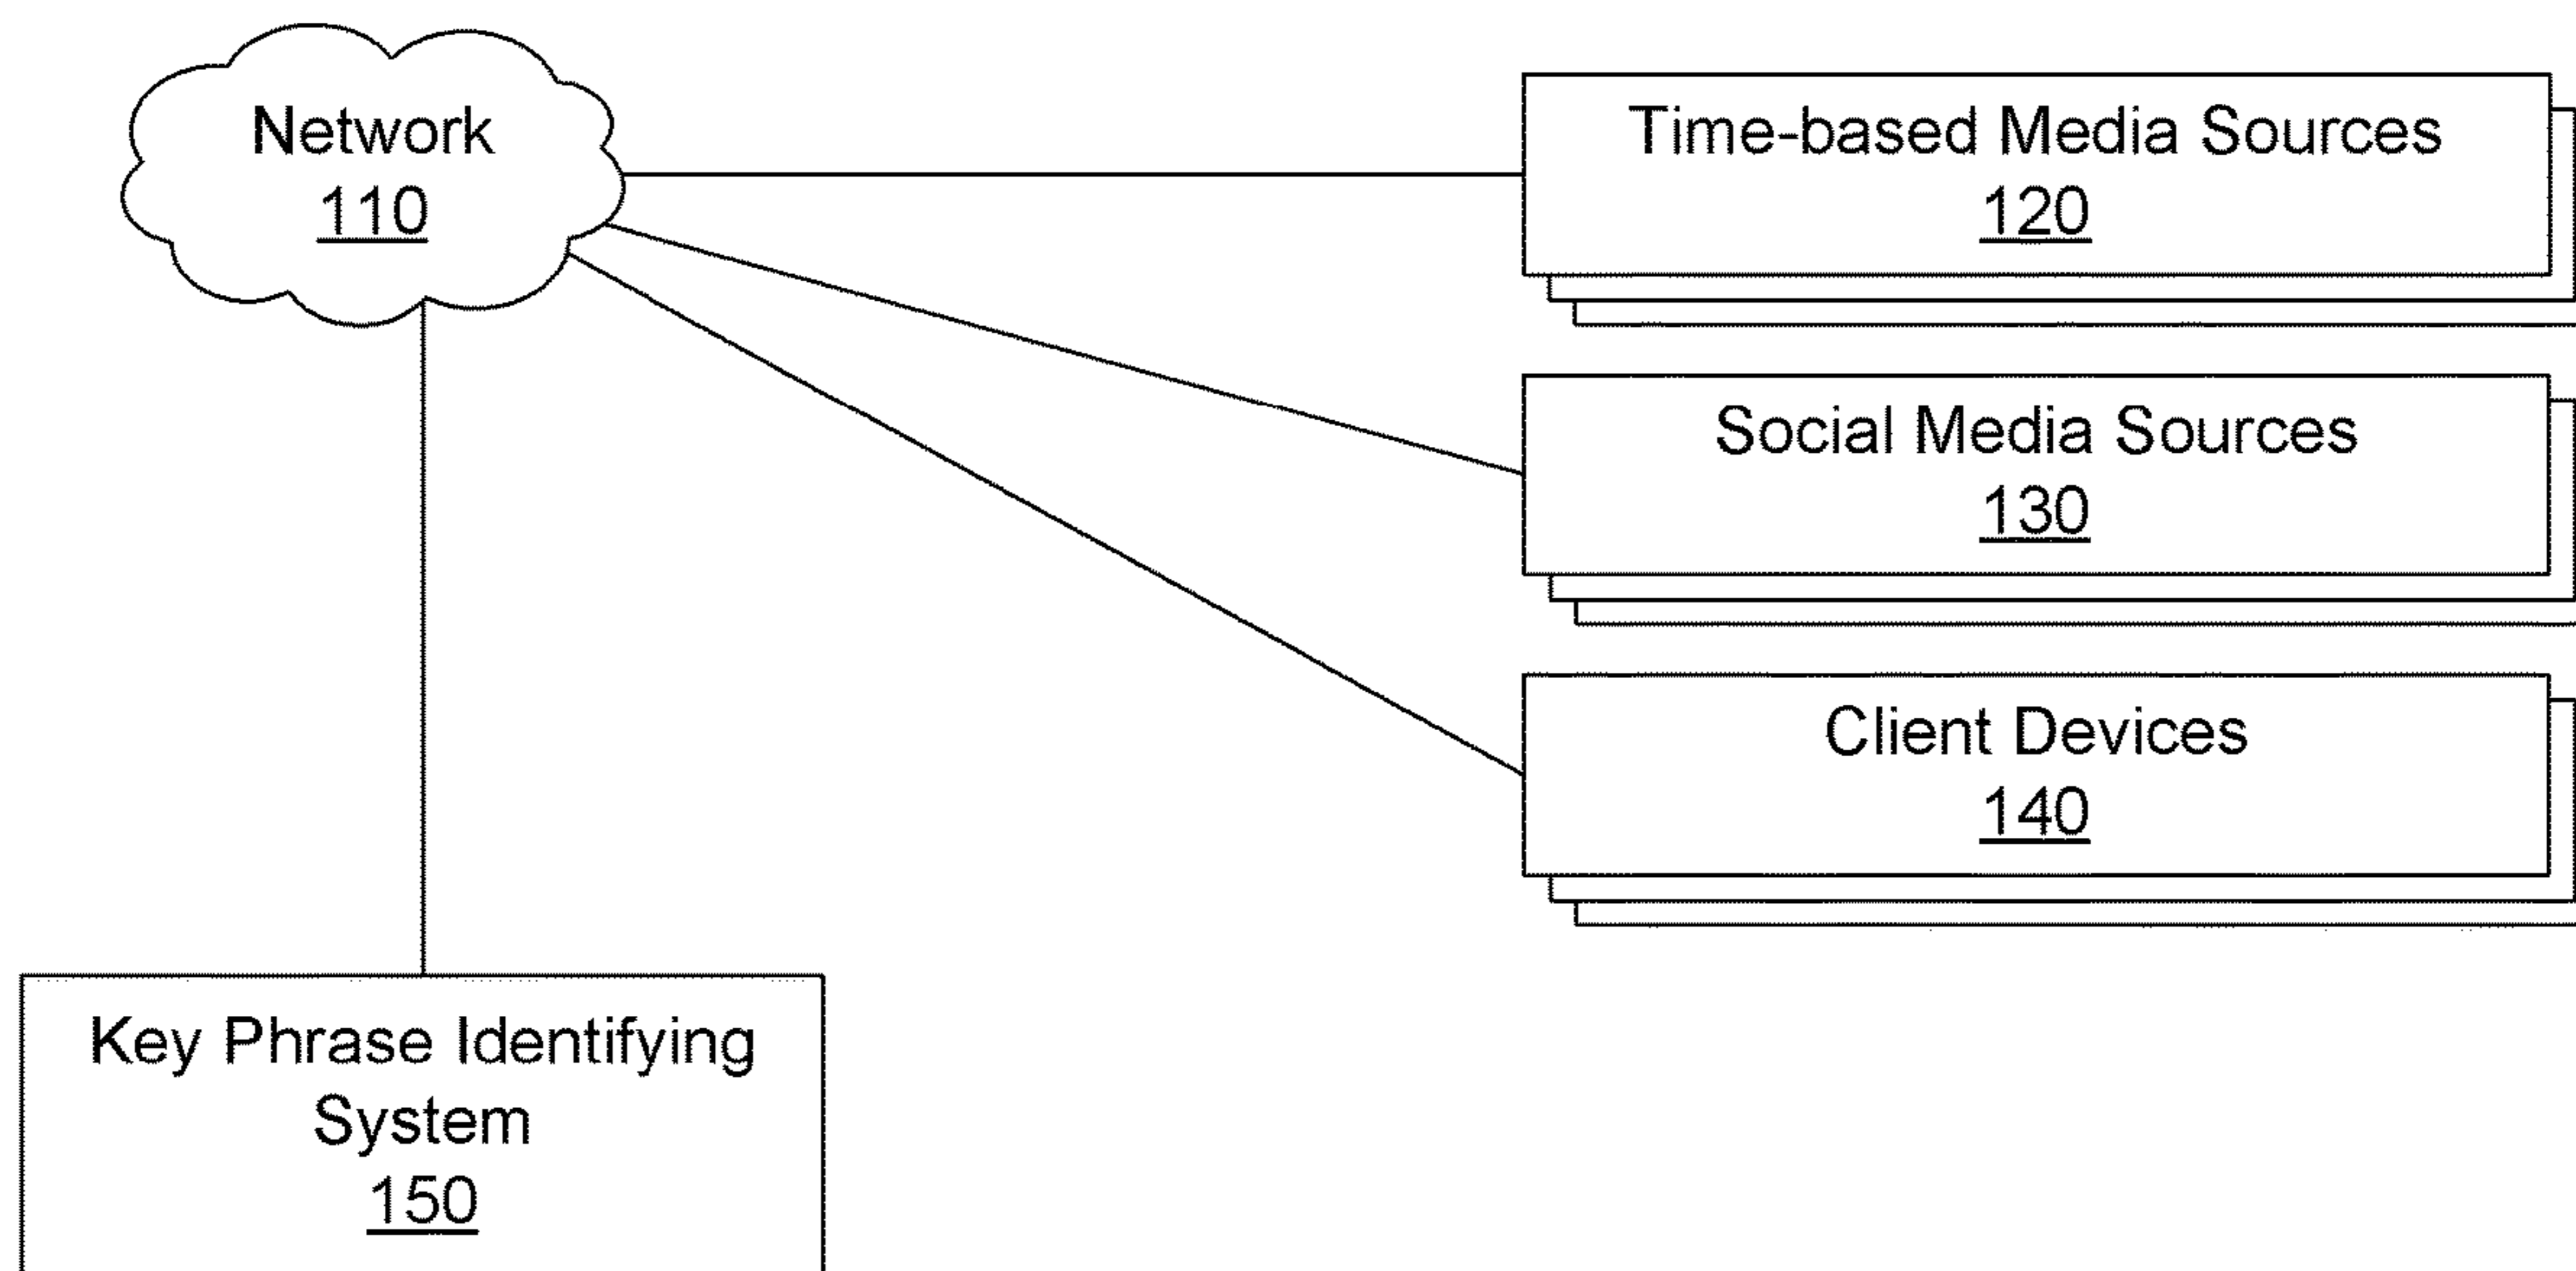 Network
110
Time-based Media Sources
120
Social Media Sources
130
Client Devices
140
Key Phrase Identifying
System
150